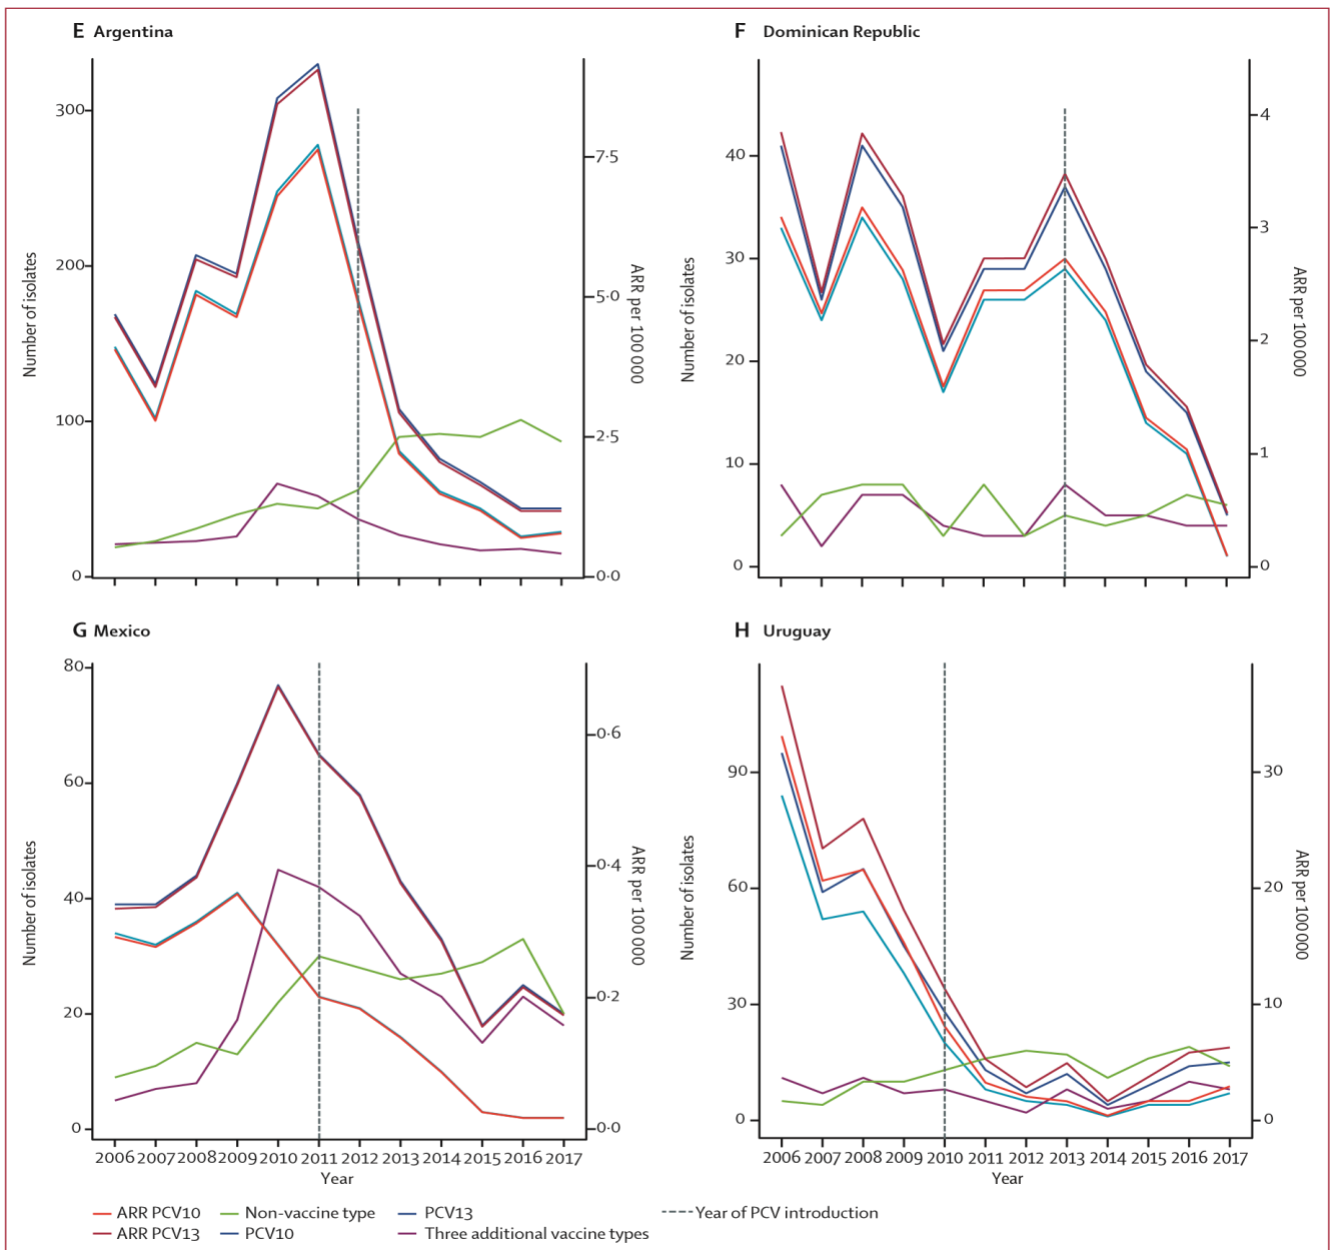 E Argentina
300
200
100
0
Number of isolates
7·5
5·0
2·5
0·0
ARR per 100 000
F Dominican Republic
40
30
20
10
0
Number of isolates
4
3
2
1
0
ARR per 100 000
G Mexico
80
60
40
20
0
Number of isolates
0·6
0·4
0·2
0·0
ARR per 100 000
2006 2007 2008 2009 2010 2011 2012 2013 2014 2015 2016 2017
Year
H Uruguay
90
60
30
0
Number of isolates
30
20
10
0
ARR per 100 000
2006 2007 2008 2009 2010 2011 2012 2013 2014 2015 2016 2017
Year
ARR PCV10 Non-vaccine type PCV13 Year of PCV introduction
ARR PCV13 PCV10 Three additional vaccine types